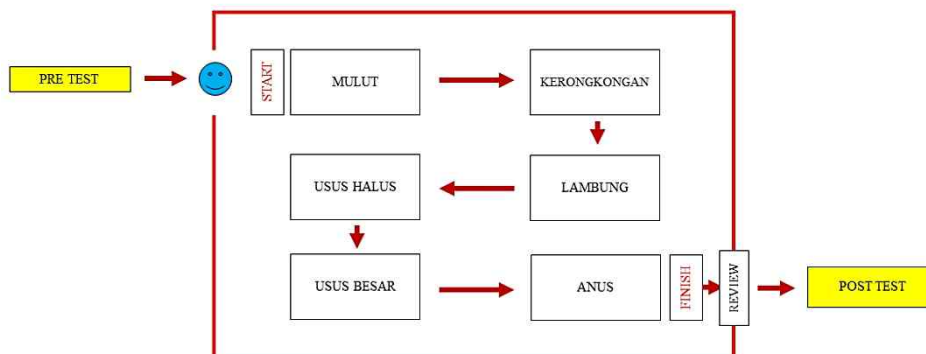 PRE TEST
START
MULUT
KERONGKONGAN
LAMBUNG
USUS HALUS
USUS BESAR
ANUS
FINISH
REVIEW
POST TEST